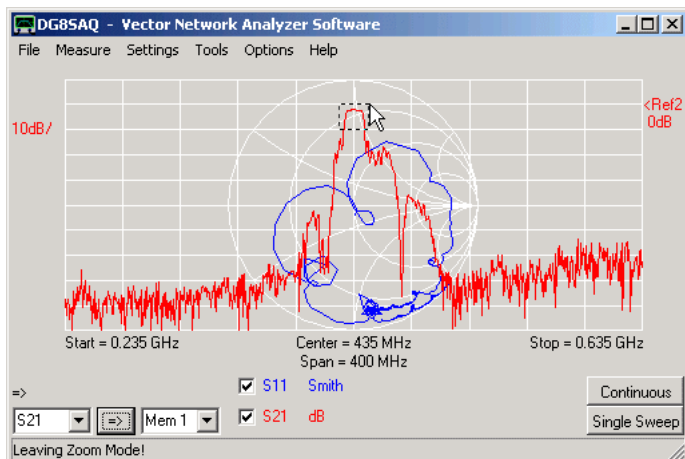 DG8SAQ - Vector Network Analyzer Software
File Measure Settings Tools Options Help
<Ref2
10dB/
0dB
Start = 0.235 GHz
Center = 435 MHz
Stop = 0.635 GHz
Span = 400 MHz
=>
S11 Smith
Continuous
S21
=>
Mem 1
S21 dB
Single Sweep
Leaving Zoom Mode!